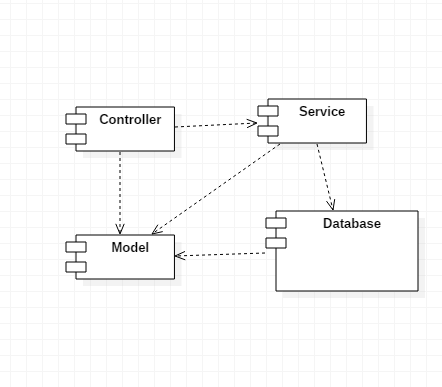 Controller
Service
Model
Database